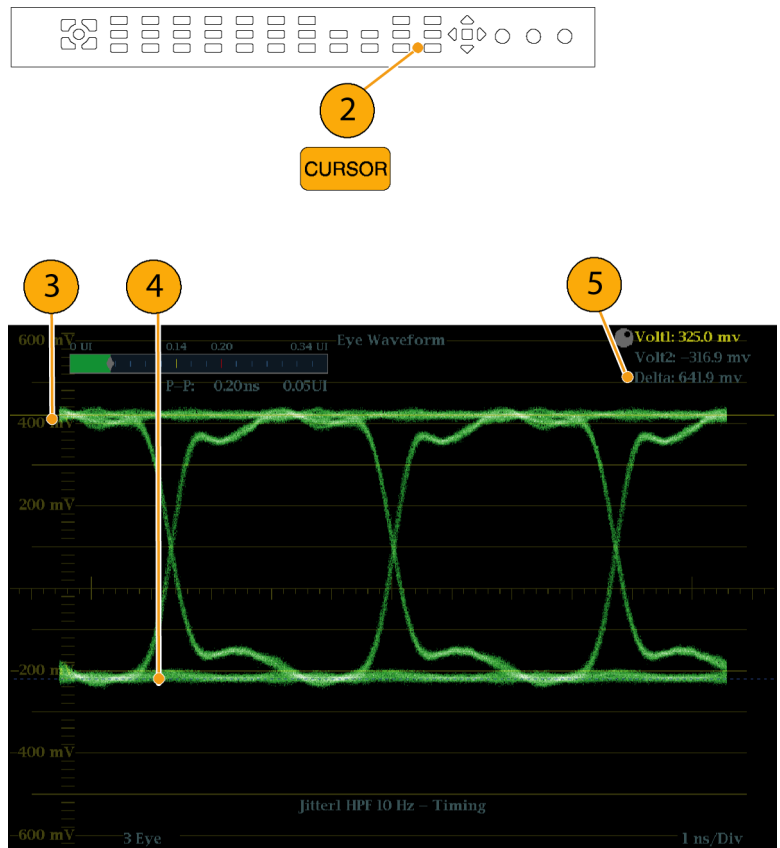 2
CURSOR
3
4
5
600 mV
0 UI 0.14 0.20 0.34 UI
Eye Waveform
Volt1: 325.0 mv
Volt2: -316.9 mv
P-P: 0.20ns 0.05UI
Delta: 641.9 mv
400 mV
200 mV
-200 mV
-400 mV
Jitter1 HPF 10 Hz - Timing
-600 mV
3 Eye
1 ns/Div